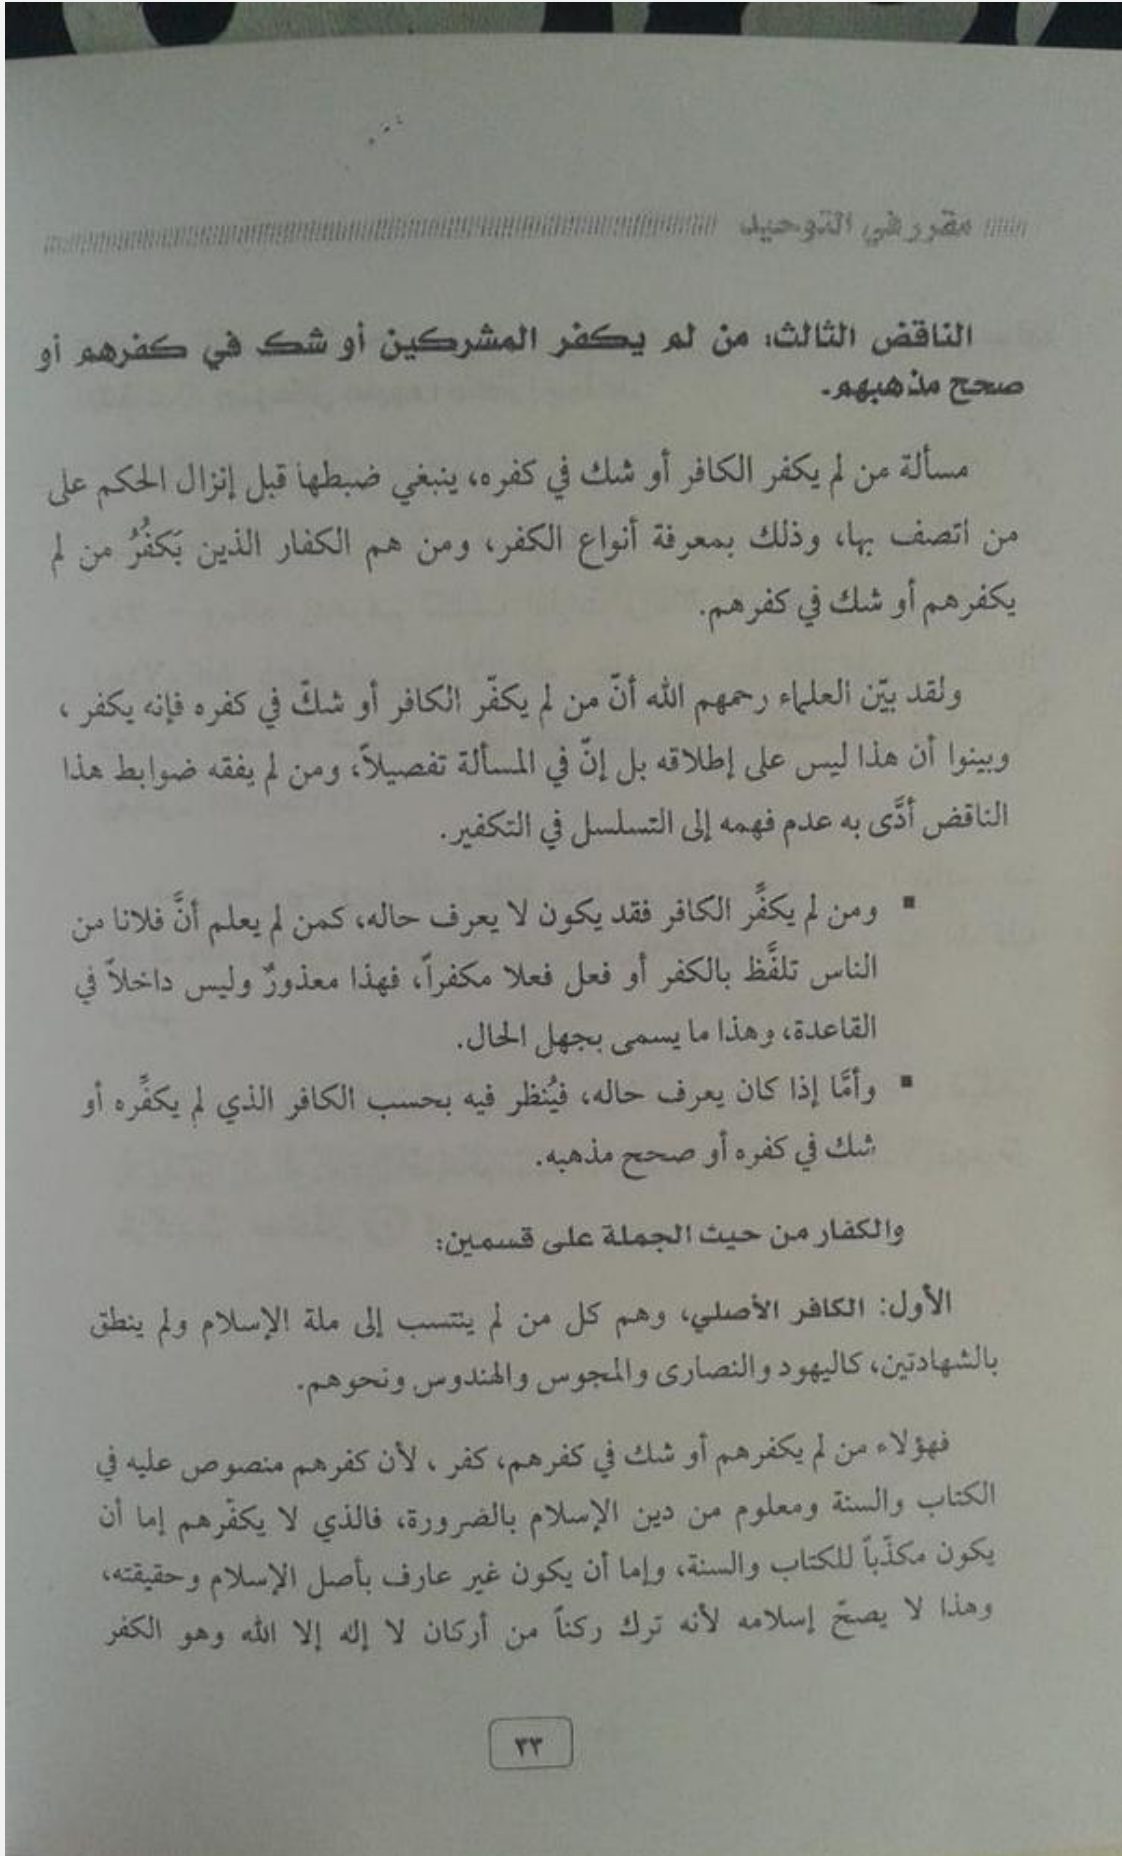 مقرر في التوحيد
الناقض الثالث: من لم يكفر المشركين أو شك في كفرهم أو
صحح مذهبهم.
مسألة من لم يكفر الكافر أو شك في كفره، ينبغي ضبطها قبل إنزال الحكم على
من اتصف بها، وذلك بمعرفة أنواع الكفر، ومن هم الكفار الذين يَكفُرُ من لم
يكفرهم أو شك في كفرهم.
ولقد بيّن العلماء رحمهم الله أنّ من لم يكفّر الكافر أو شكّ في كفره فإنه يكفر ،
وبينوا أن هذا ليس على إطلاقه بل إنّ في المسألة تفصيلاً، ومن لم يفقه ضوابط هذا
الناقض أدَّى به عدم فهمه إلى التسلسل في التكفير.
▪ ومن لم يكفِّر الكافر فقد يكون لا يعرف حاله، كمن لم يعلم أنَّ فلانا من
الناس تلفَّظ بالكفر أو فعل فعلا مكفراً، فهذا معذورٌ وليس داخلاً في
القاعدة، وهذا ما يسمى بجهل الحال.
▪ وأمَّا إذا كان يعرف حاله، فيُنظر فيه بحسب الكافر الذي لم يكفِّره أو
شك في كفره أو صحح مذهبه.
والكفار من حيث الجملة على قسمين:
الأول: الكافر الأصلي، وهم كل من لم ينتسب إلى ملة الإسلام ولم ينطق
بالشهادتين، كاليهود والنصارى والمجوس والهندوس ونحوهم.
فهؤلاء من لم يكفرهم أو شك في كفرهم، كفر ، لأن كفرهم منصوص عليه في
الكتاب والسنة ومعلوم من دين الإسلام بالضرورة، فالذي لا يكفّرهم إما أن
يكون مكذّباً للكتاب والسنة، وإما أن يكون غير عارف بأصل الإسلام وحقيقته،
وهذا لا يصحّ إسلامه لأنه ترك ركناً من أركان لا إله إلا الله وهو الكفر
٣٣